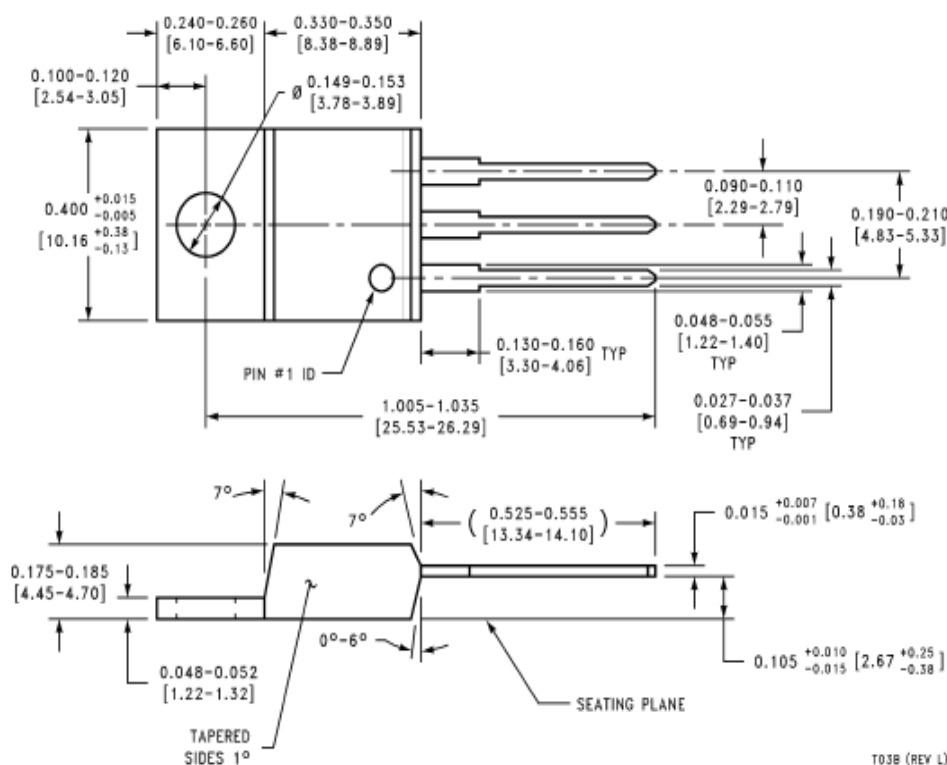 0.240-0.260
[6.10-6.60]
0.330-0.350
[8.38-8.89]
0.100-0.120
[2.54-3.05]
Ø 0.149-0.153
[3.78-3.89]
0.400 +0.015 -0.005
[10.16 +0.38 -0.13]
0.090-0.110
[2.29-2.79]
0.190-0.210
[4.83-5.33]
PIN #1 ID
0.130-0.160 TYP
[3.30-4.06]
0.048-0.055
[1.22-1.40]
TYP
1.005-1.035
[25.53-26.29]
0.027-0.037
[0.69-0.94]
TYP
7°
7°
(0.525-0.555)
[13.34-14.10]
0.015 +0.007 -0.001 [0.38 +0.18 -0.03]
0.175-0.185
[4.45-4.70]
0°-6°
0.048-0.052
[1.22-1.32]
0.105 +0.010 -0.015 [2.67 +0.25 -0.38]
SEATING PLANE
TAPERED
SIDES 1°
T03B (REV L)